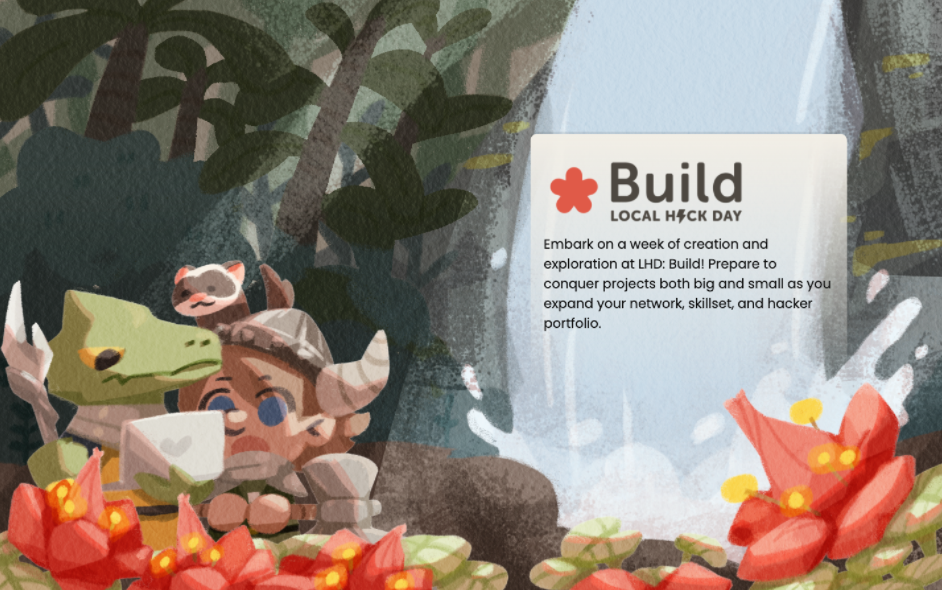 Build
LOCAL HACK DAY
Embark on a week of creation and
exploration at LHD: Build! Prepare to
conquer projects both big and small as you
expand your network, skillset, and hacker
portfolio.